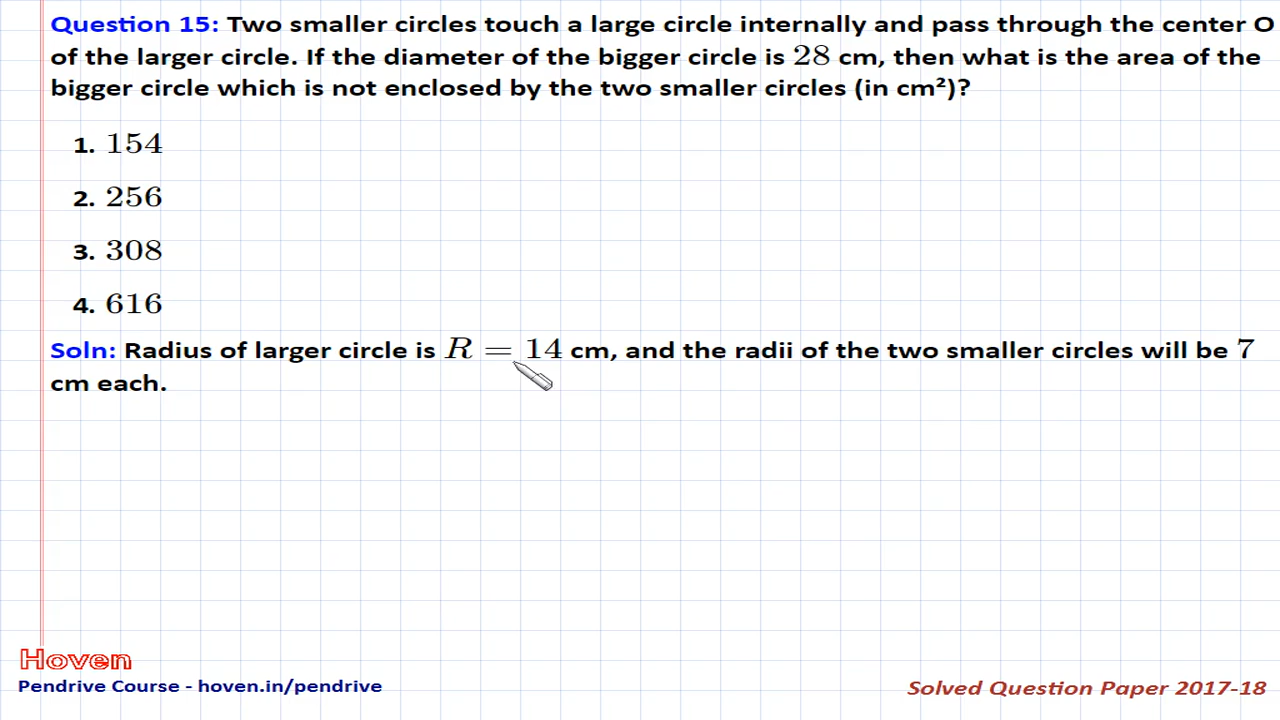 Question 15: Two smaller circles touch a large circle internally and pass through the center O
of the larger circle. If the diameter of the bigger circle is 28 cm, then what is the area of the
bigger circle which is not enclosed by the two smaller circles (in cm²)?
1. 154
2. 256
3. 308
4. 616
Soln: Radius of larger circle is R = 14 cm, and the radii of the two smaller circles will be 7
cm each.
Hoven
Pendrive Course - hoven.in/pendrive
Solved Question Paper 2017-18